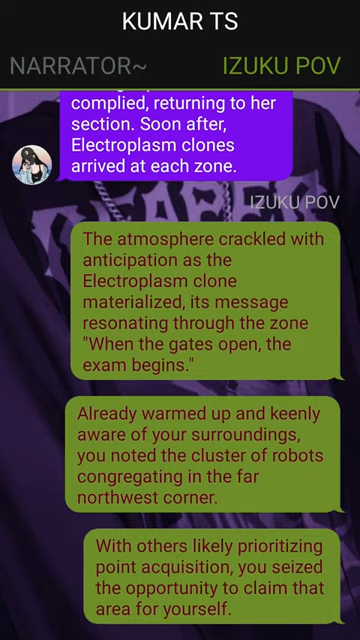 KUMAR TS
NARRATOR~ IZUKU POV
complied, returning to her
section. Soon after,
Electroplasm clones
arrived at each zone.
IZUKU POV
The atmosphere crackled with
anticipation as the
Electroplasm clone
materialized, its message
resonating through the zone
"When the gates open, the
exam begins."
Already warmed up and keenly
aware of your surroundings,
you noted the cluster of robots
congregating in the far
northwest corner.
With others likely prioritizing
point acquisition, you seized
the opportunity to claim that
area for yourself.